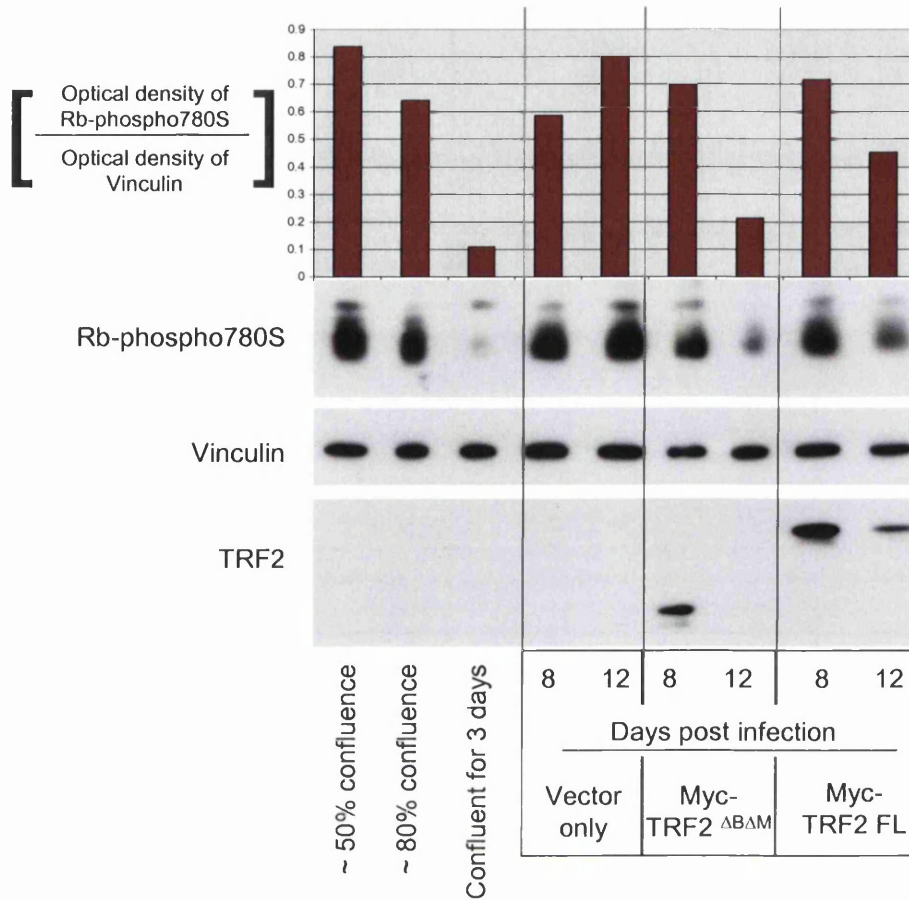 0.9
0.8
0.7
0.6
0.5
0.4
0.3
0.2
0.1
0
Optical density of
Rb-phospho780S
Optical density of
Vinculin
Rb-phospho780S
Vinculin
TRF2
~ 50% confluence
~ 80% confluence
Confluent for 3 days
8 12 8 12 8 12
Days post infection
Vector
only
Myc-
TRF2 ΔBΔM
Myc-
TRF2 FL